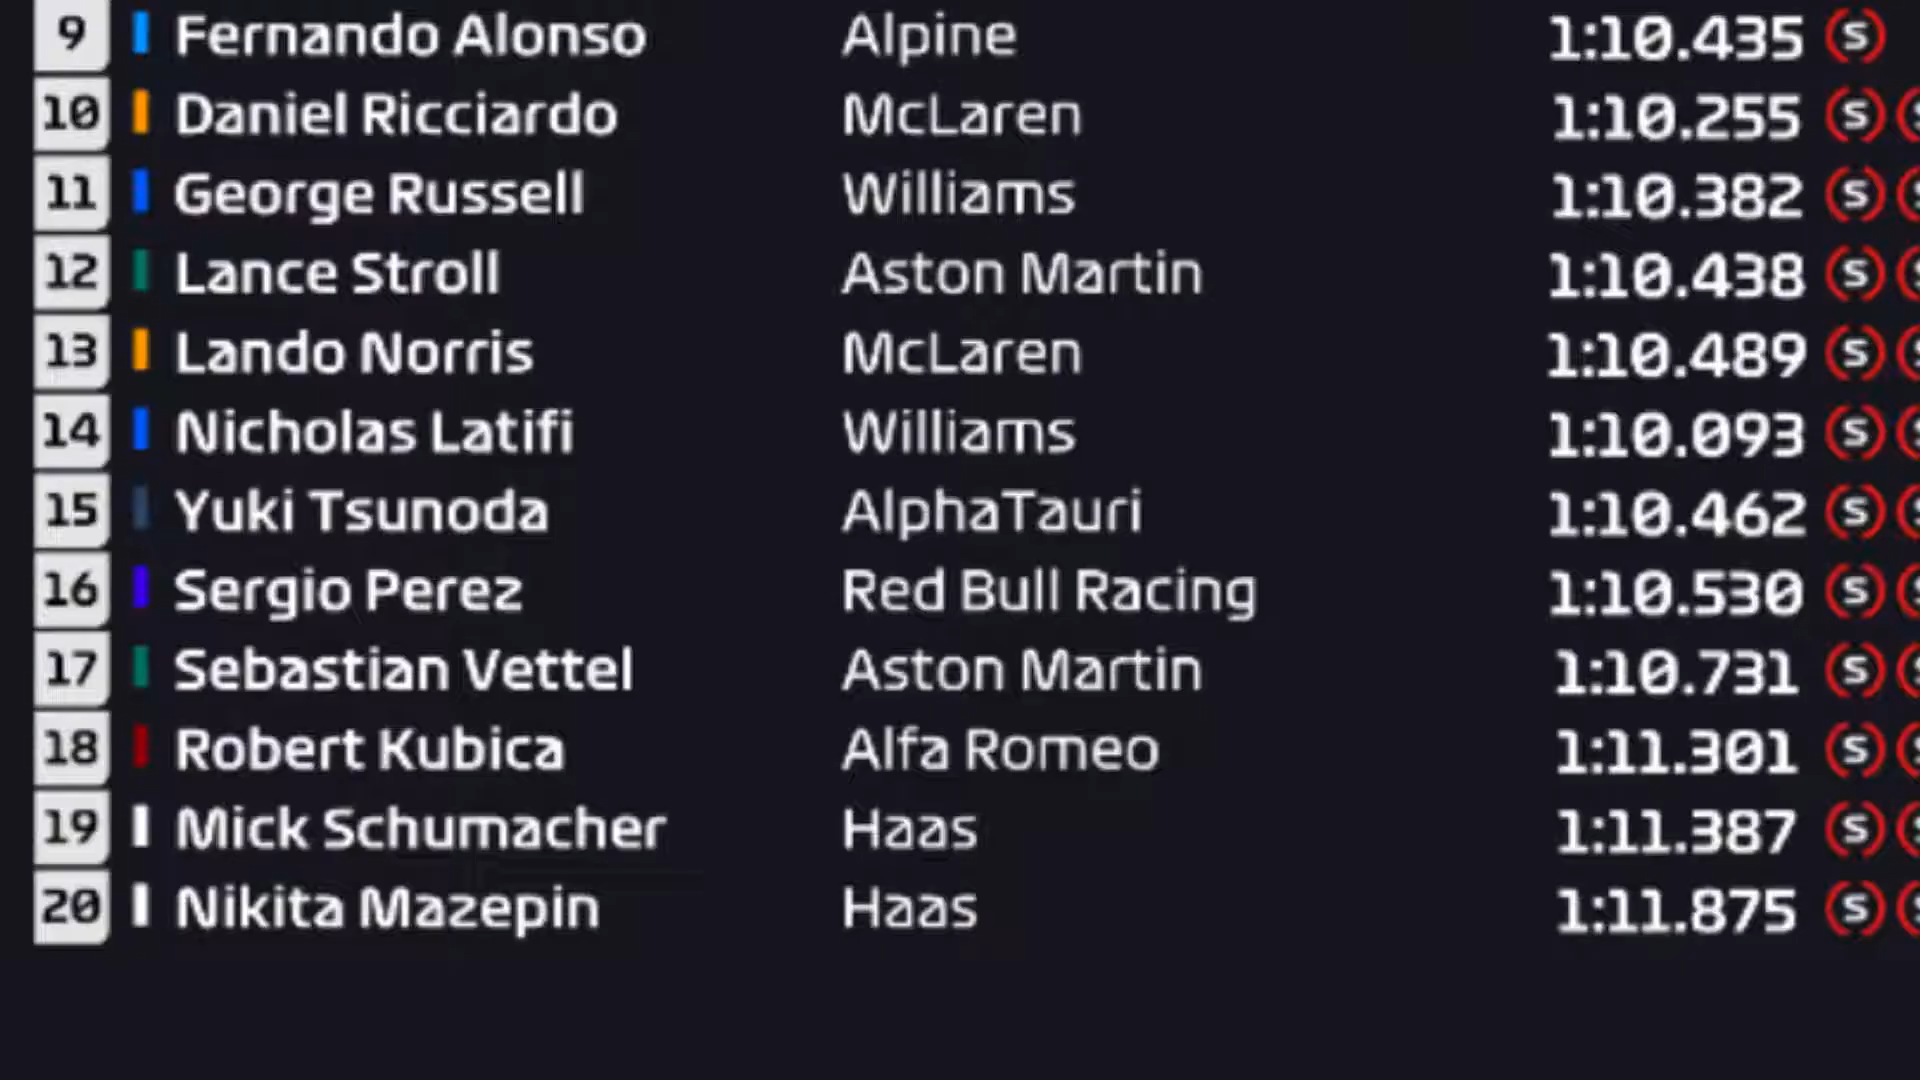 9 Fernando Alonso Alpine 1:10.435 S
10 Daniel Ricciardo McLaren 1:10.255 S
11 George Russell Williams 1:10.382 S
12 Lance Stroll Aston Martin 1:10.438 S
13 Lando Norris McLaren 1:10.489 S
14 Nicholas Latifi Williams 1:10.093 S
15 Yuki Tsunoda AlphaTauri 1:10.462 S
16 Sergio Perez Red Bull Racing 1:10.530 S
17 Sebastian Vettel Aston Martin 1:10.731 S
18 Robert Kubica Alfa Romeo 1:11.301 S
19 Mick Schumacher Haas 1:11.387 S
20 Nikita Mazepin Haas 1:11.875 S